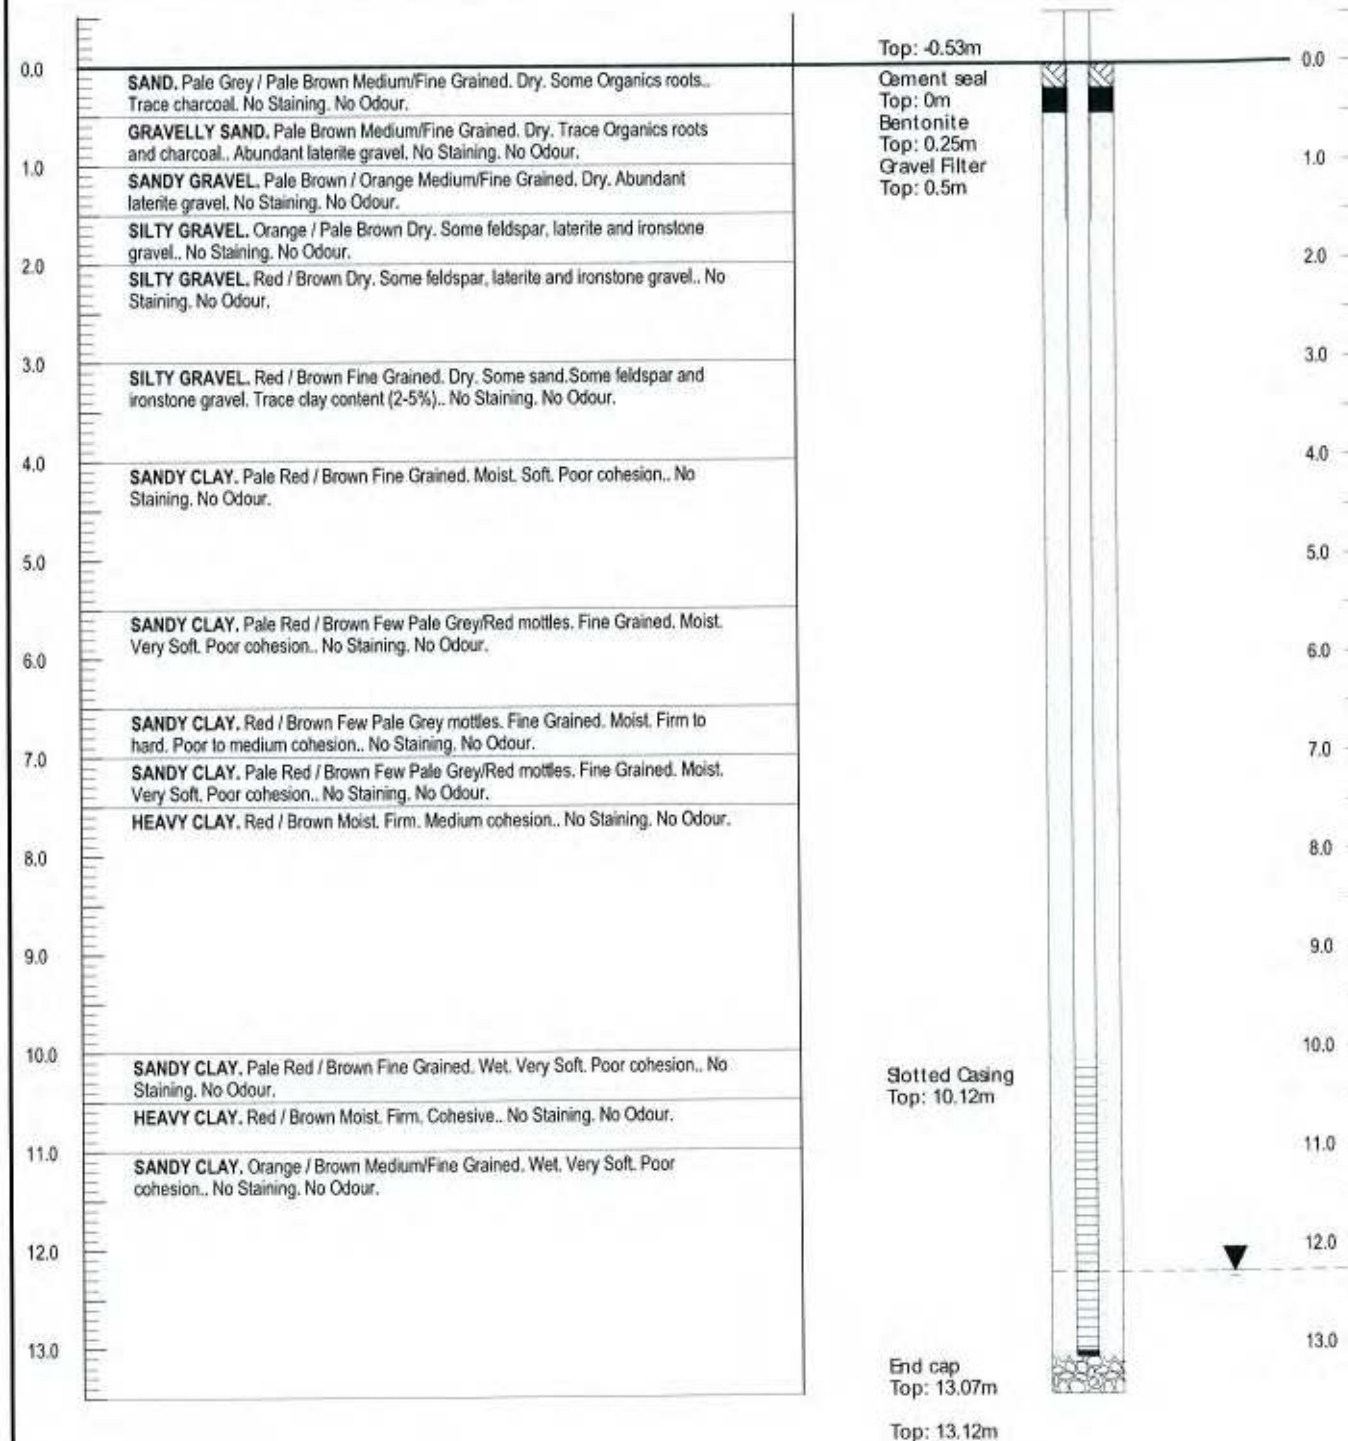 0.0
SAND. Pale Grey / Pale Brown Medium/Fine Grained. Dry. Some Organics roots..
Trace charcoal. No Staining. No Odour.
GRAVELLY SAND. Pale Brown Medium/Fine Grained. Dry. Trace Organics roots
and charcoal.. Abundant laterite gravel. No Staining. No Odour.
1.0
SANDY GRAVEL. Pale Brown / Orange Medium/Fine Grained. Dry. Abundant
laterite gravel. No Staining. No Odour.
SILTY GRAVEL. Orange / Pale Brown Dry. Some feldspar, laterite and ironstone
gravel.. No Staining. No Odour.
2.0
SILTY GRAVEL. Red / Brown Dry. Some feldspar, laterite and ironstone gravel.. No
Staining. No Odour.
3.0
SILTY GRAVEL. Red / Brown Fine Grained. Dry. Some sand.Some feldspar and
ironstone gravel. Trace clay content (2-5%).. No Staining. No Odour.
4.0
SANDY CLAY. Pale Red / Brown Fine Grained. Moist. Soft. Poor cohesion.. No
Staining. No Odour.
5.0
SANDY CLAY. Pale Red / Brown Few Pale Grey/Red mottles. Fine Grained. Moist.
Very Soft. Poor cohesion.. No Staining. No Odour.
6.0
SANDY CLAY. Red / Brown Few Pale Grey mottles. Fine Grained. Moist. Firm to
hard. Poor to medium cohesion.. No Staining. No Odour.
7.0
SANDY CLAY. Pale Red / Brown Few Pale Grey/Red mottles. Fine Grained. Moist.
Very Soft. Poor cohesion.. No Staining. No Odour.
HEAVY CLAY. Red / Brown Moist. Firm. Medium cohesion.. No Staining. No Odour.
8.0
9.0
10.0
SANDY CLAY. Pale Red / Brown Fine Grained. Wet. Very Soft. Poor cohesion.. No
Staining. No Odour.
HEAVY CLAY. Red / Brown Moist. Firm. Cohesive.. No Staining. No Odour.
11.0
SANDY CLAY. Orange / Brown Medium/Fine Grained. Wet. Very Soft. Poor
cohesion.. No Staining. No Odour.
12.0
13.0
Top: -0.53m
Cement seal
Top: 0m
Bentonite
Top: 0.25m
Gravel Filter
Top: 0.5m
Slotted Casing
Top: 10.12m
End cap
Top: 13.07m
Top: 13.12m
0.0
1.0
2.0
3.0
4.0
5.0
6.0
7.0
8.0
9.0
10.0
11.0
12.0
13.0